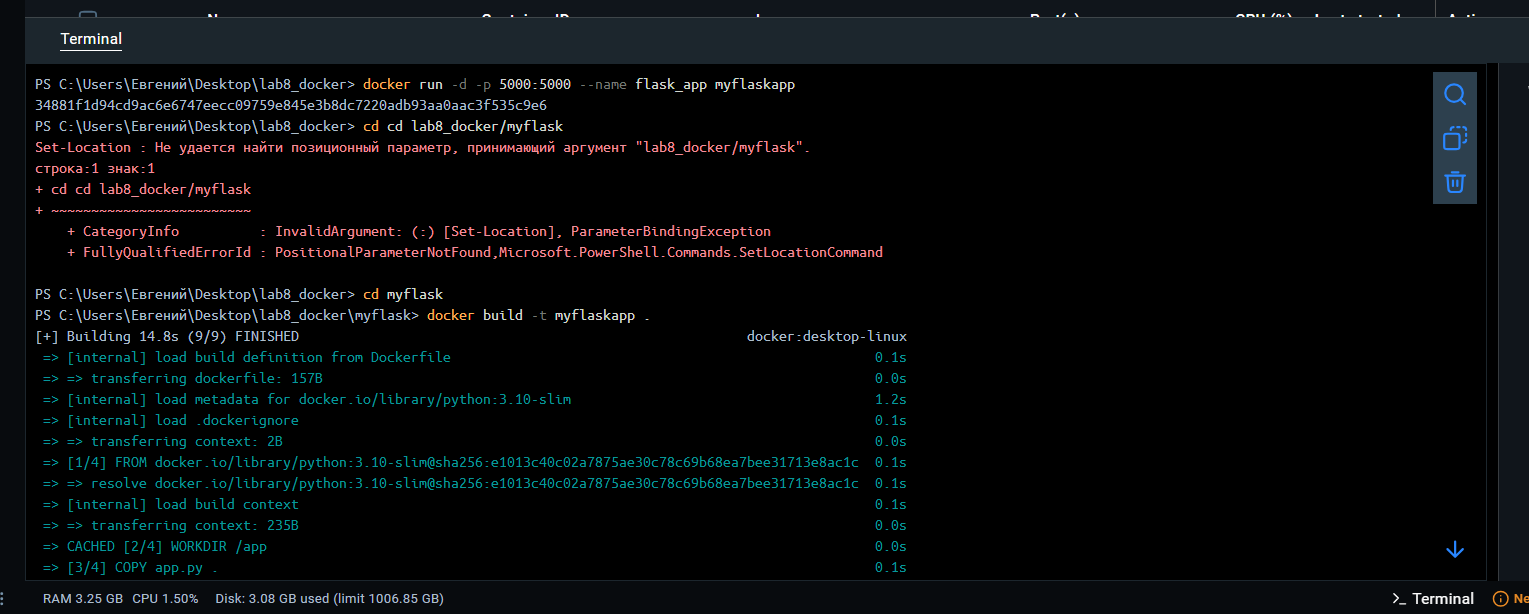 Terminal
PS C:\Users\Евгений\Desktop\lab8_docker> docker run -d -p 5000:5000 --name flask_app myflaskapp
34881f1d94cd9ac6e6747eecc09759e845e3b8dc7220adb93aa0aac3f535c9e6
PS C:\Users\Евгений\Desktop\lab8_docker> cd cd lab8_docker/myflask
Set-Location : Не удается найти позиционный параметр, принимающий аргумент "lab8_docker/myflask".
строка:1 знак:1
+ cd cd lab8_docker/myflask
+ ~~~~~~~~~~~~~~~~~~~~~~~~~
    + CategoryInfo          : InvalidArgument: (:) [Set-Location], ParameterBindingException
    + FullyQualifiedErrorId : PositionalParameterNotFound,Microsoft.PowerShell.Commands.SetLocationCommand
PS C:\Users\Евгений\Desktop\lab8_docker> cd myflask
PS C:\Users\Евгений\Desktop\lab8_docker\myflask> docker build -t myflaskapp .
[+] Building 14.8s (9/9) FINISHED docker:desktop-linux
=> [internal] load build definition from Dockerfile 0.1s
=> => transferring dockerfile: 157B 0.0s
=> [internal] load metadata for docker.io/library/python:3.10-slim 1.2s
=> [internal] load .dockerignore 0.1s
=> => transferring context: 2B 0.0s
=> [1/4] FROM docker.io/library/python:3.10-slim@sha256:e1013c40c02a7875ae30c78c69b68ea7bee31713e8ac1c 0.1s
=> => resolve docker.io/library/python:3.10-slim@sha256:e1013c40c02a7875ae30c78c69b68ea7bee31713e8ac1c 0.1s
=> [internal] load build context 0.1s
=> => transferring context: 235B 0.0s
=> CACHED [2/4] WORKDIR /app 0.0s
=> [3/4] COPY app.py . 0.1s
RAM 3.25 GB CPU 1.50% Disk: 3.08 GB used (limit 1006.85 GB) >_ Terminal Ne